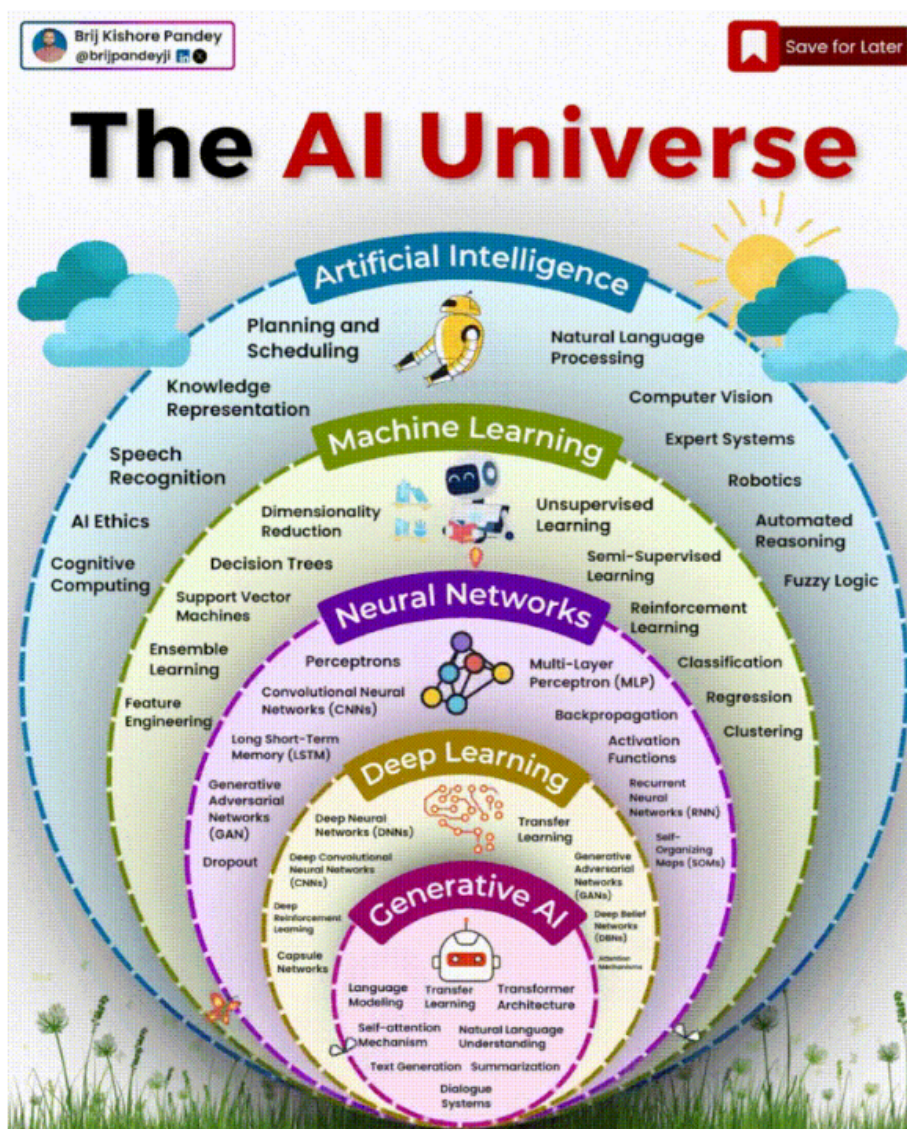 Brij Kishore Pandey
@brijpandeyji in X
Save for Later
The AI Universe
Artificial Intelligence
Planning and
Scheduling
Natural Language
Processing
Knowledge
Representation
Computer Vision
Speech
Recognition
Expert Systems
Robotics
AI Ethics
Automated
Reasoning
Cognitive
Computing
Fuzzy Logic
Machine Learning
Dimensionality
Reduction
Unsupervised
Learning
Decision Trees
Semi-Supervised
Learning
Support Vector
Machines
Reinforcement
Learning
Ensemble
Learning
Classification
Feature
Engineering
Regression
Clustering
Neural Networks
Perceptrons
Multi-Layer
Perceptron (MLP)
Convolutional Neural
Networks (CNNs)
Backpropagation
Long Short-Term
Memory (LSTM)
Activation
Functions
Generative
Adversarial
Networks
(GAN)
Recurrent
Neural
Networks (RNN)
Dropout
Self-
Organizing
Maps (SOMs)
Deep Learning
Deep Neural
Networks (DNNs)
Transfer
Learning
Deep Convolutional
Neural Networks
(CNNs)
Generative
Adversarial
Networks
(GANs)
Deep
Reinforcement
Learning
Deep Belief
Networks
(DBNs)
Capsule
Networks
Attention
Mechanisms
Generative AI
Language
Modeling
Transfer
Learning
Transformer
Architecture
Self-attention
Mechanism
Natural Language
Understanding
Text Generation
Summarization
Dialogue
Systems